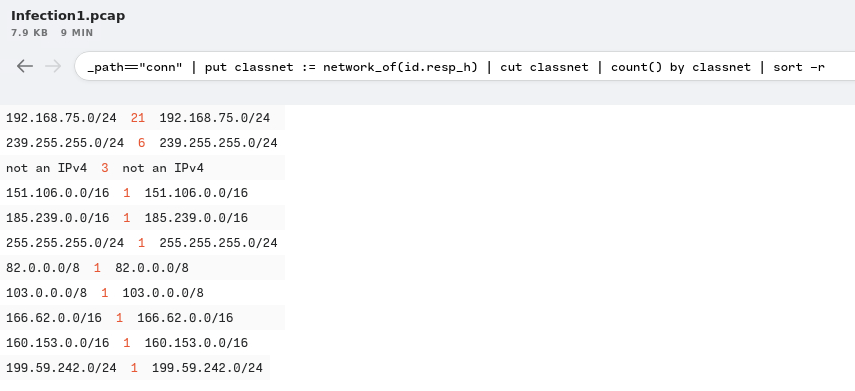 Infection1.pcap
7.9 KB 9 MIN
_path=="conn" | put classnet := network_of(id.resp_h) | cut classnet | count() by classnet | sort -r
192.168.75.0/24 21 192.168.75.0/24
239.255.255.0/24 6 239.255.255.0/24
not an IPv4 3 not an IPv4
151.106.0.0/16 1 151.106.0.0/16
185.239.0.0/16 1 185.239.0.0/16
255.255.255.0/24 1 255.255.255.0/24
82.0.0.0/8 1 82.0.0.0/8
103.0.0.0/8 1 103.0.0.0/8
166.62.0.0/16 1 166.62.0.0/16
160.153.0.0/16 1 160.153.0.0/16
199.59.242.0/24 1 199.59.242.0/24